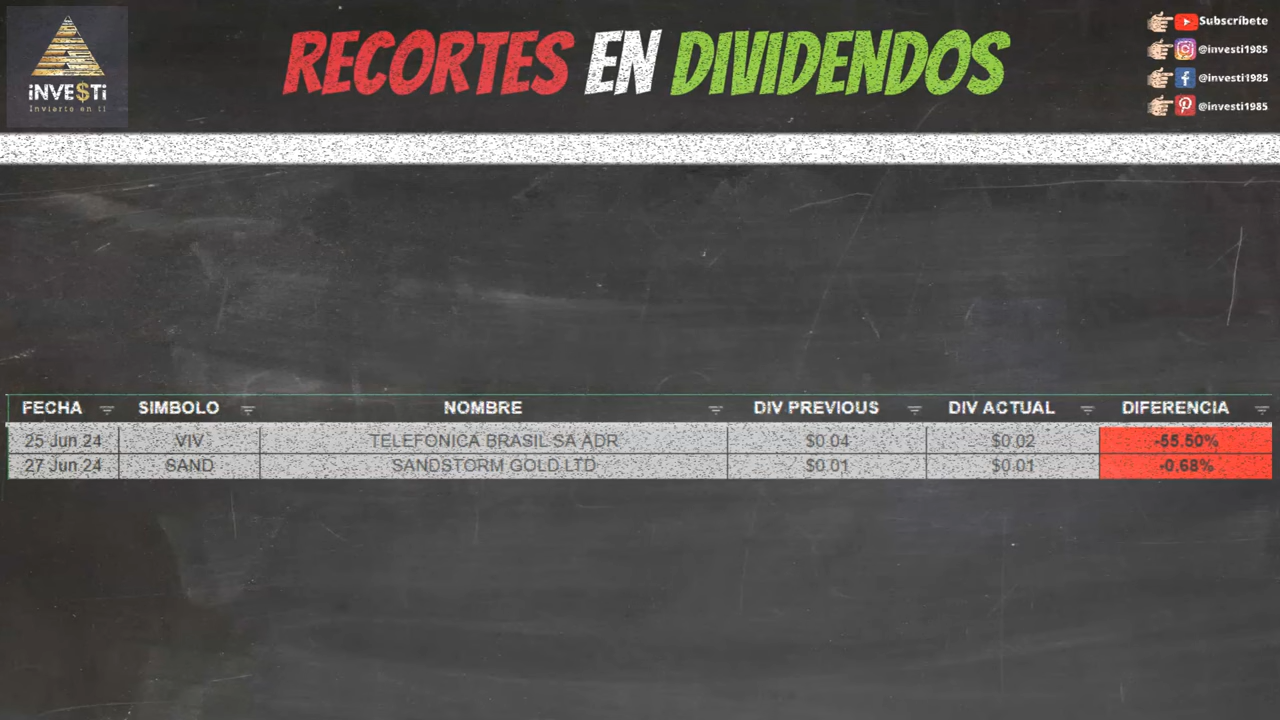 iNVE$Ti
Invierte en ti
RECORTES EN DIVIDENDOS
Subscríbete
@investi1985
@investi1985
@investi1985
FECHA SIMBOLO NOMBRE DIV PREVIOUS DIV ACTUAL DIFERENCIA
25 Jun 24 VIV TELEFONICA BRASIL SA ADR $0.04 $0.02 -55.50%
27 Jun 24 SAND SANDSTORM GOLD LTD $0.01 $0.01 -0.68%